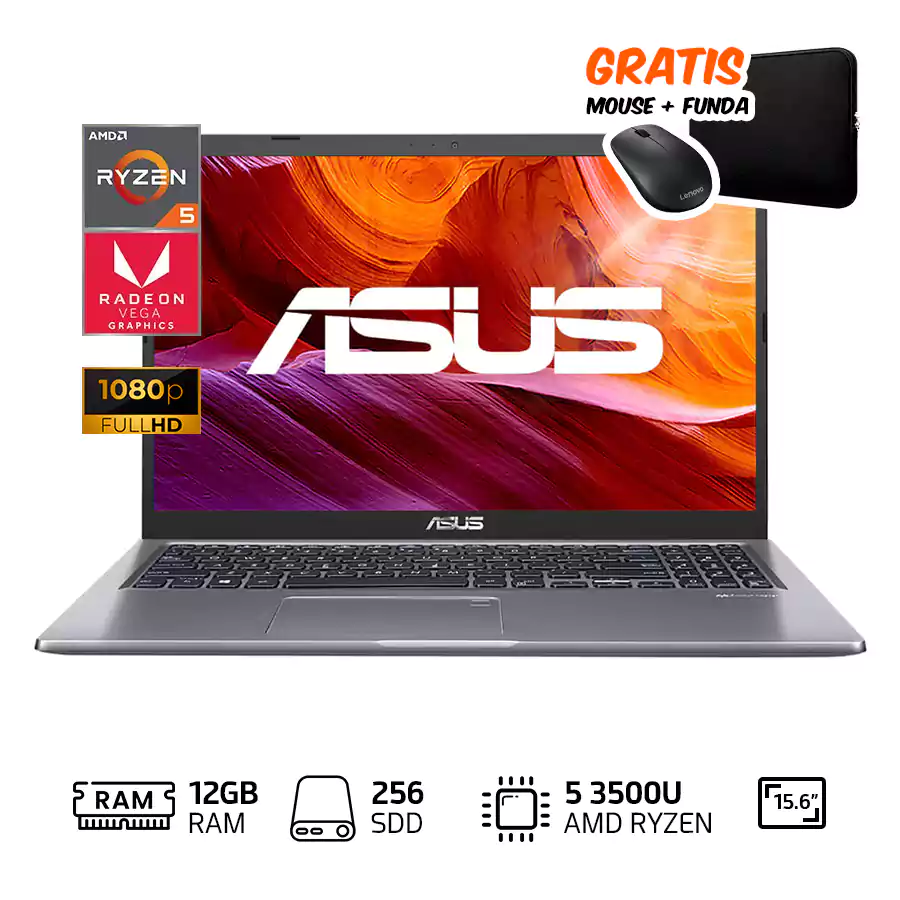 GRATIS
MOUSE + FUNDA
Lenovo
AMD
RYZEN
5
RADEON
VEGA
GRAPHICS
1080p
FULLHD
ASUS
ASUS
RAM
12GB
RAM
256
SDD
5 3500U
AMD RYZEN
15.6”